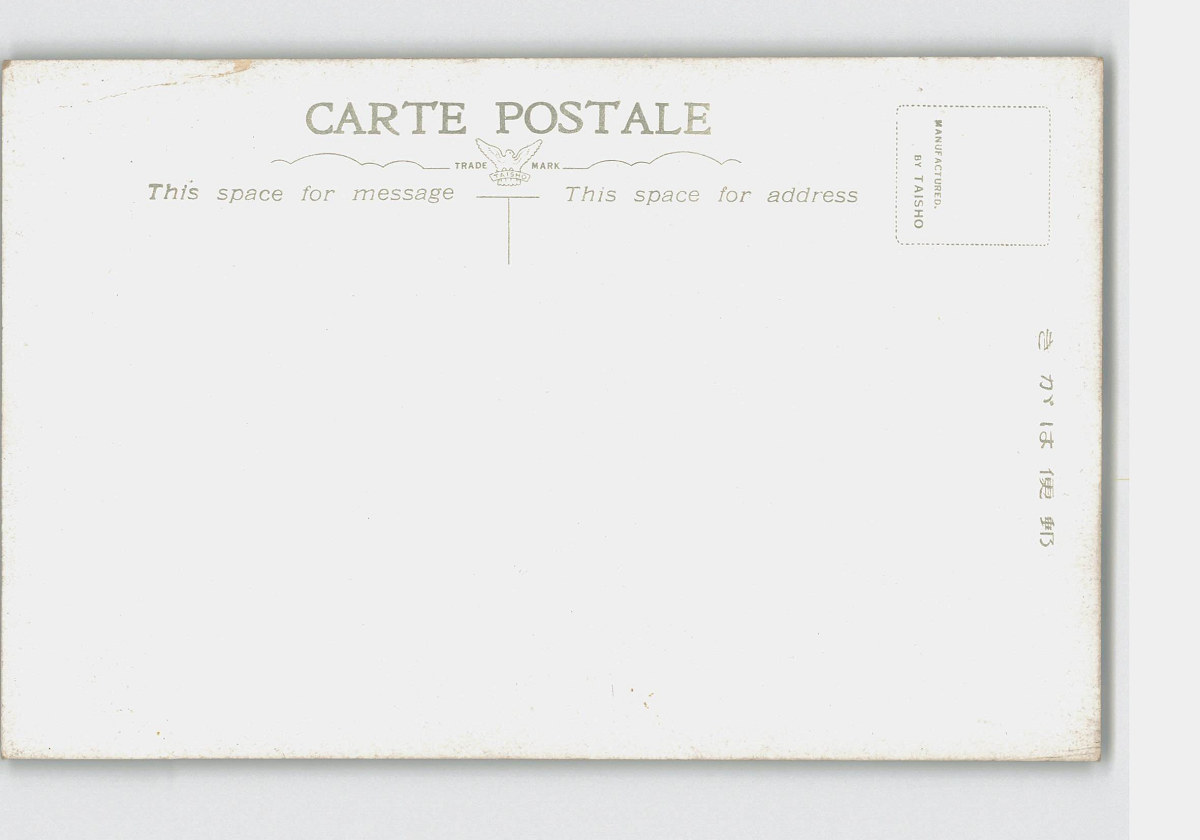 CARTE POSTALE
TRADE MARK
TAISHO
This space for message
This space for address
MANUFACTURED.
BY TAISHO
きがは便郵